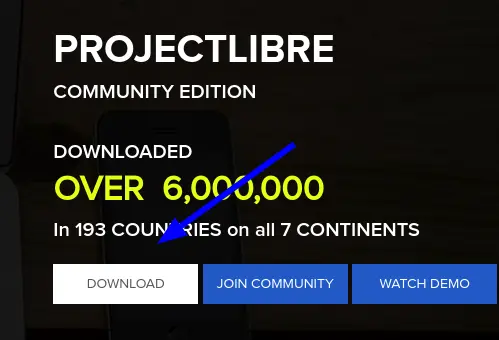 PROJECTLIBRE
COMMUNITY EDITION
DOWNLOADED
OVER 6,000,000
In 193 COUNTRIES on all 7 CONTINENTS
DOWNLOAD
JOIN COMMUNITY
WATCH DEMO